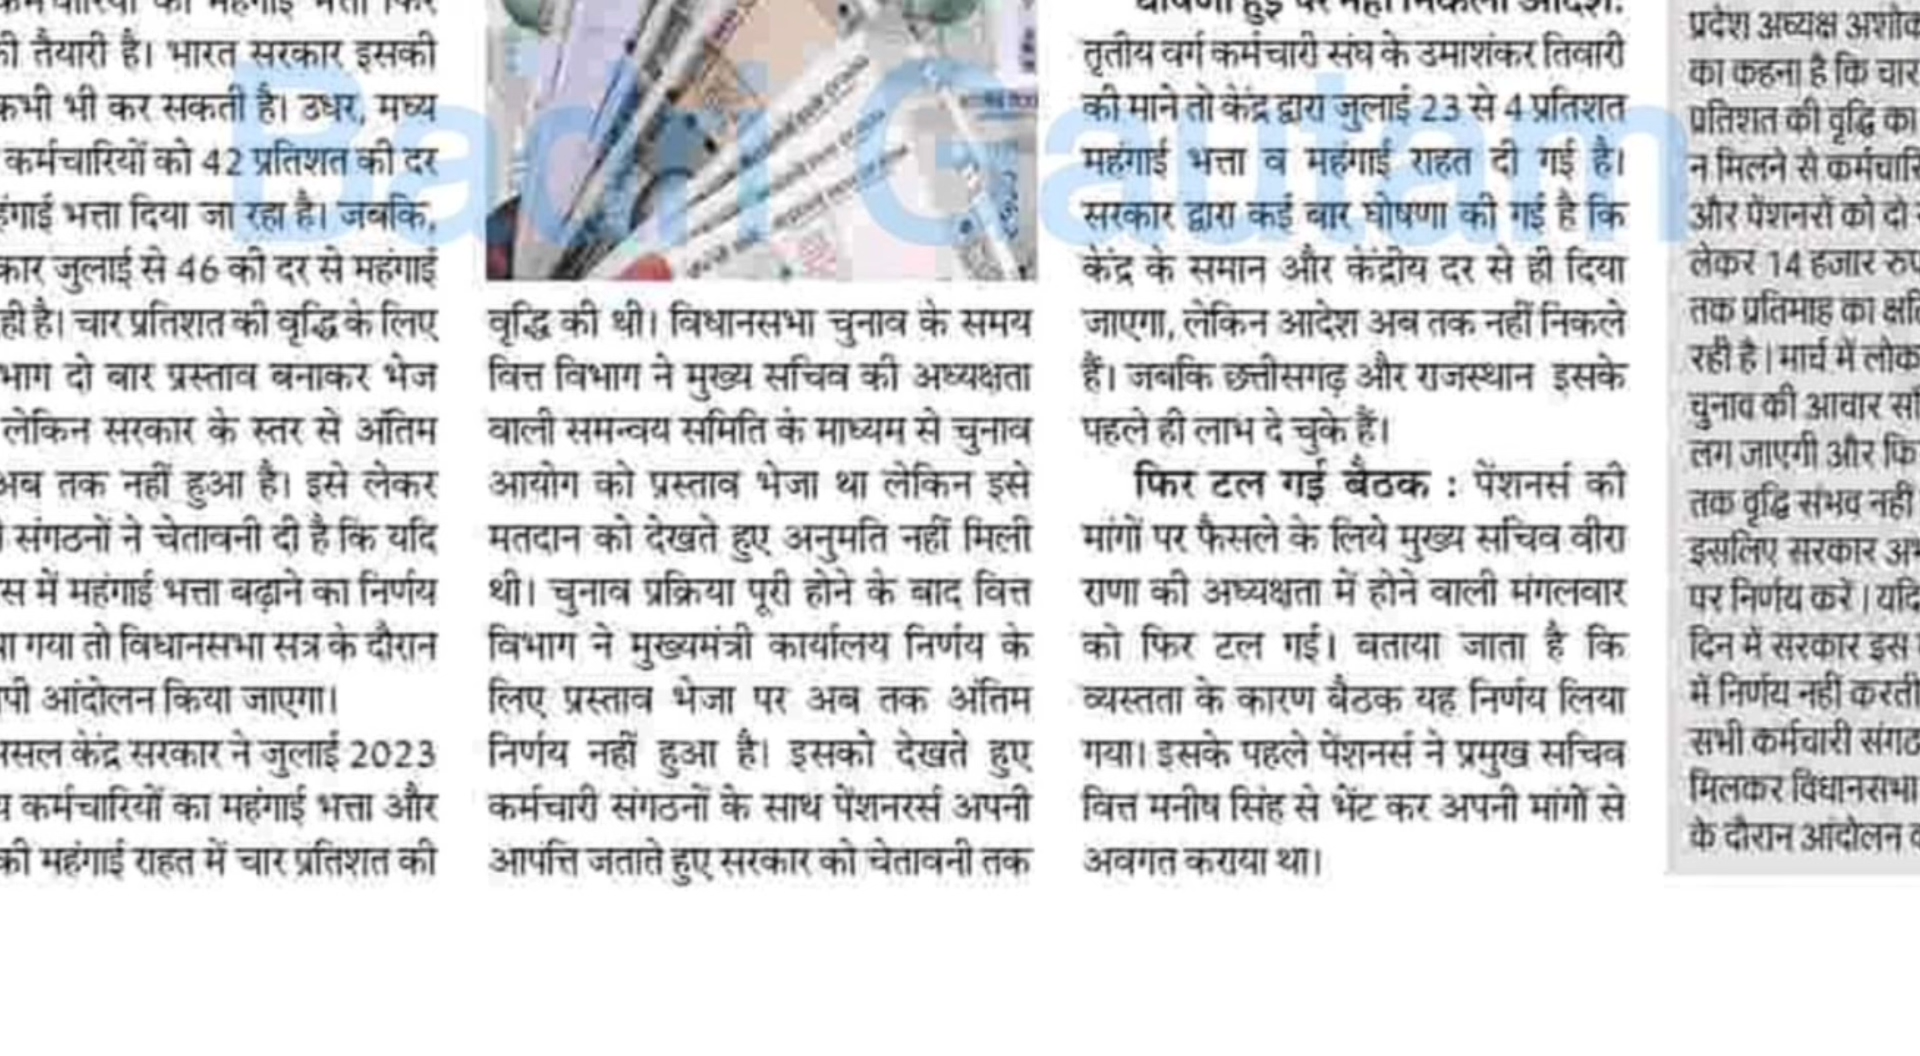 की तैयारी है। भारत सरकार इसकी
कभी भी कर सकती है। उधर, मध्य
कर्मचारियों को 42 प्रतिशत की दर
भत्ता दिया जा रहा है। जबकि,
जुलाई से 46 की दर से महंगाई
ही है। चार प्रतिशत की वृद्धि के लिए
दो बार प्रस्ताव बनाकर भेज
लेकिन सरकार के स्तर से अंतिम
अब तक नहीं हुआ है। इसे लेकर
संगठनों ने चेतावनी दी है कि यदि
में महंगाई भत्ता बढ़ाने का निर्णय
गया तो विधानसभा सत्र के दौरान
आंदोलन किया जाएगा।
केंद्र सरकार ने जुलाई 2023
कर्मचारियों का महंगाई भत्ता और
की महंगाई राहत में चार प्रतिशत की
वृद्धि की थी। विधानसभा चुनाव के समय
वित्त विभाग ने मुख्य सचिव की अध्यक्षता
वाली समन्वय समिति के माध्यम से चुनाव
आयोग को प्रस्ताव भेजा था लेकिन इसे
मतदान को देखते हुए अनुमति नहीं मिली
थी। चुनाव प्रक्रिया पूरी होने के बाद वित्त
विभाग ने मुख्यमंत्री कार्यालय निर्णय के
लिए प्रस्ताव भेजा पर अब तक अंतिम
निर्णय नहीं हुआ है। इसको देखते हुए
कर्मचारी संगठनों के साथ पेंशनरर्स अपनी
आपत्ति जताते हुए सरकार को चेतावनी तक
तृतीय वर्ग कर्मचारी संघ के उमाशंकर तिवारी
की माने तो केंद्र द्वारा जुलाई 23 से 4 प्रतिशत
महंगाई भत्ता व महंगाई राहत दी गई है।
सरकार द्वारा कई बार घोषणा की गई है कि
केंद्र के समान और केंद्रीय दर से ही दिया
जाएगा, लेकिन आदेश अब तक नहीं निकले
हैं। जबकि छत्तीसगढ़ और राजस्थान इसके
पहले ही लाभ दे चुके हैं।
फिर टल गई बैठक : पेंशनर्स की
मांगों पर फैसले के लिये मुख्य सचिव वीरा
राणा की अध्यक्षता में होने वाली मंगलवार
को फिर टल गई। बताया जाता है कि
व्यस्तता के कारण बैठक यह निर्णय लिया
गया। इसके पहले पेंशनर्स ने प्रमुख सचिव
वित्त मनीष सिंह से भेंट कर अपनी मांगों से
अवगत कराया था।
प्रदेश अध्यक्ष
का कहना है कि चार
प्रतिशत की वृद्धि का
न मिलने से
और पेंशनरों को दो
लेकर 14 हजार
तक प्रतिमाह का
रही है। मार्च में
चुनाव की आचार
लग जाएगी और
तक वृद्धि संभव नहीं
इसलिए सरकार
पर निर्णय करें। यदि
दिन में सरकार इस
में निर्णय नहीं करती
सभी कर्मचारी
मिलकर विधानसभा
के दौरान आंदोलन
Badri Gautam